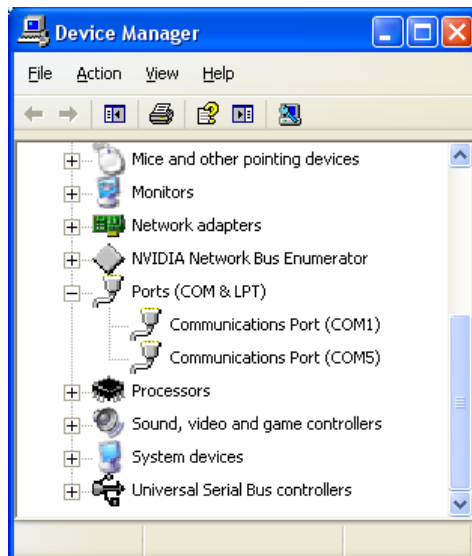 Device Manager
File Action View Help
Mice and other pointing devices
Monitors
Network adapters
NVIDIA Network Bus Enumerator
Ports (COM & LPT)
Communications Port (COM1)
Communications Port (COM5)
Processors
Sound, video and game controllers
System devices
Universal Serial Bus controllers